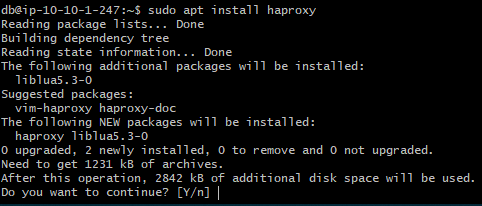 db@ip-10-10-1-247:~$ sudo apt install haproxy
Reading package lists... Done
Building dependency tree
Reading state information... Done
The following additional packages will be installed:
  liblua5.3-0
Suggested packages:
  vim-haproxy haproxy-doc
The following NEW packages will be installed:
  haproxy liblua5.3-0
0 upgraded, 2 newly installed, 0 to remove and 0 not upgraded.
Need to get 1231 kB of archives.
After this operation, 2842 kB of additional disk space will be used.
Do you want to continue? [Y/n]